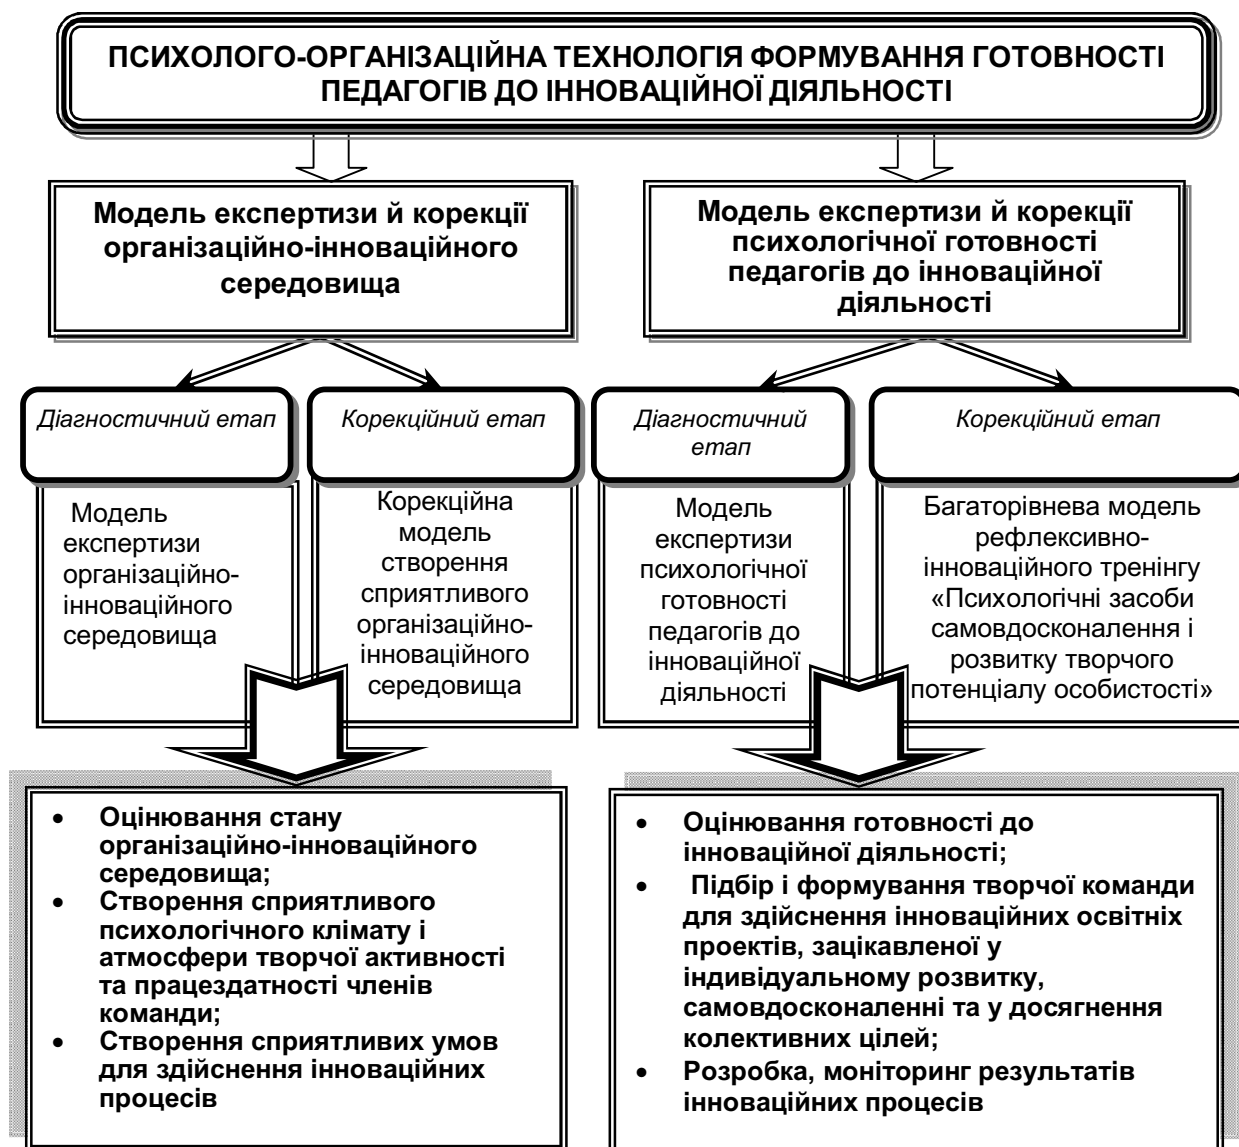 ПСИХОЛОГО-ОРГАНІЗАЦІЙНА ТЕХНОЛОГІЯ ФОРМУВАННЯ ГОТОВНОСТІ
ПЕДАГОГІВ ДО ІННОВАЦІЙНОЇ ДІЯЛЬНОСТІ
Модель експертизи й корекції
організаційно-інноваційного
середовища
Модель експертизи й корекції
психологічної готовності
педагогів до інноваційної
діяльності
Діагностичний етап
Корекційний етап
Діагностичний
етап
Корекційний етап
Модель
експертизи
організаційно-
інноваційного
середовища
Корекційна
модель
створення
сприятливого
організаційно-
інноваційного
середовища
Модель
експертизи
психологічної
готовності
педагогів до
інноваційної
діяльності
Багаторівнева модель
рефлексивно-
інноваційного тренінгу
«Психологічні засоби
самовдосконалення і
розвитку творчого
потенціалу особистості»
• Оцінювання стану
організаційно-інноваційного
середовища;
• Створення сприятливого
психологічного клімату і
атмосфери творчої активності
та працездатності членів
команди;
• Створення сприятливих умов
для здійснення інноваційних
процесів
• Оцінювання готовності до
інноваційної діяльності;
• Підбір і формування творчої команди
для здійснення інноваційних освітніх
проектів, зацікавленої у
індивідуальному розвитку,
самовдосконаленні та у досягнення
колективних цілей;
• Розробка, моніторинг результатів
інноваційних процесів